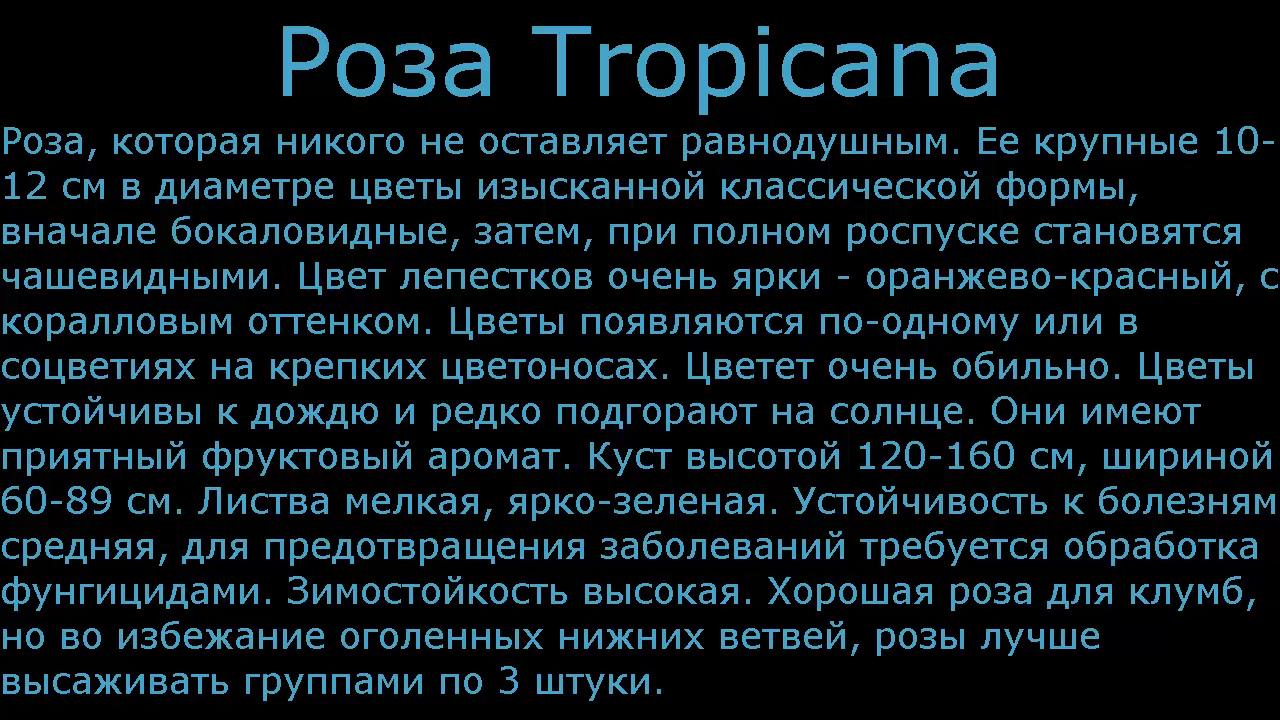 Роза Tropicana
Роза, которая никого не оставляет равнодушным. Ее крупные 10-
12 см в диаметре цветы изысканной классической формы,
вначале бокаловидные, затем, при полном роспуске становятся
чашевидными. Цвет лепестков очень ярки - оранжево-красный, с
коралловым оттенком. Цветы появляются по-одному или в
соцветиях на крепких цветоносах. Цветет очень обильно. Цветы
устойчивы к дождю и редко подгорают на солнце. Они имеют
приятный фруктовый аромат. Куст высотой 120-160 см, шириной
60-89 см. Листва мелкая, ярко-зеленая. Устойчивость к болезням
средняя, для предотвращения заболеваний требуется обработка
фунгицидами. Зимостойкость высокая. Хорошая роза для клумб,
но во избежание оголенных нижних ветвей, розы лучше
высаживать группами по 3 штуки.